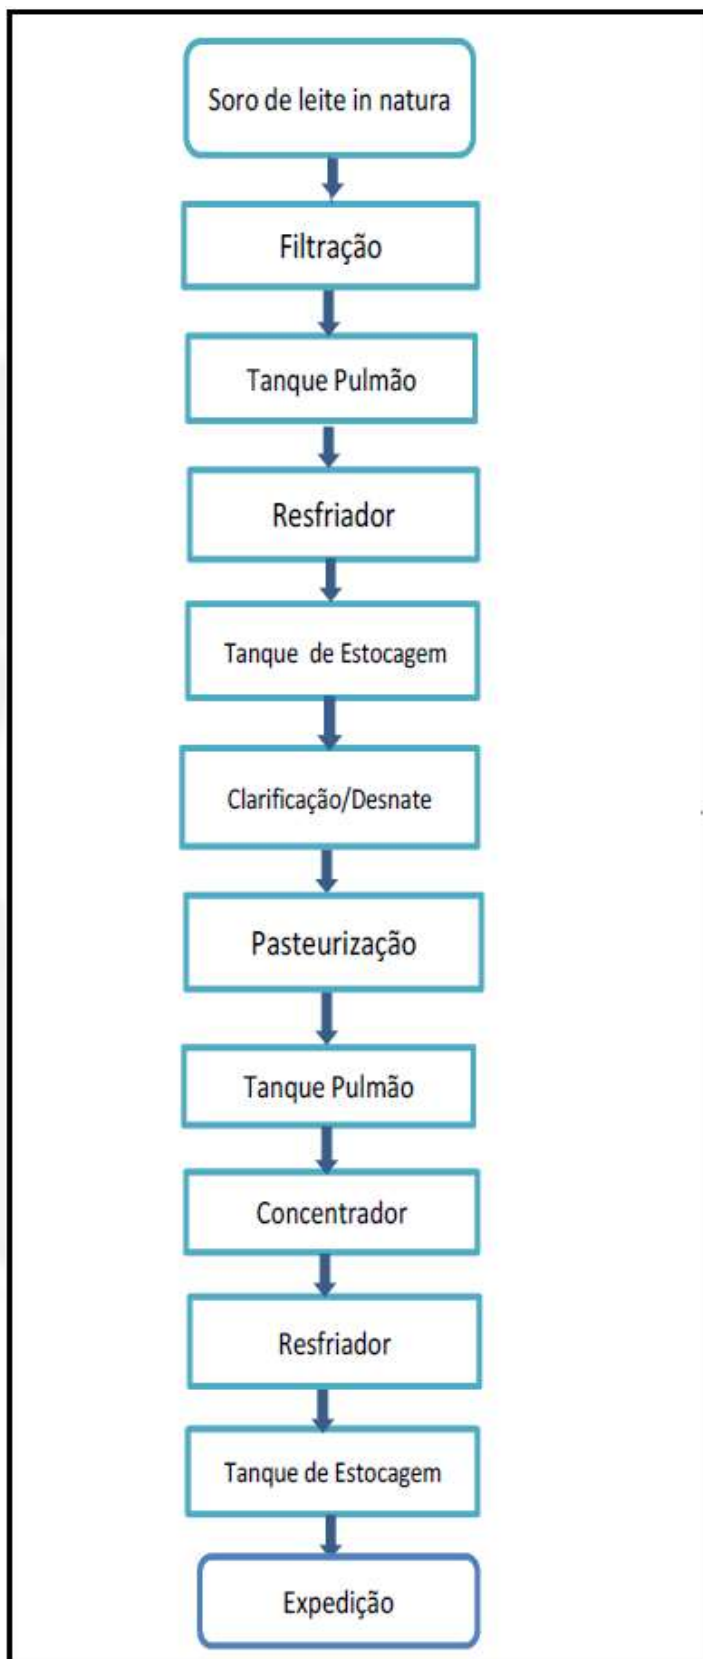 Soro de leite in natura
Filtração
Tanque Pulmão
Resfriador
Tanque de Estocagem
Clarificação/Desnate
Pasteurização
Tanque Pulmão
Concentrador
Resfriador
Tanque de Estocagem
Expedição